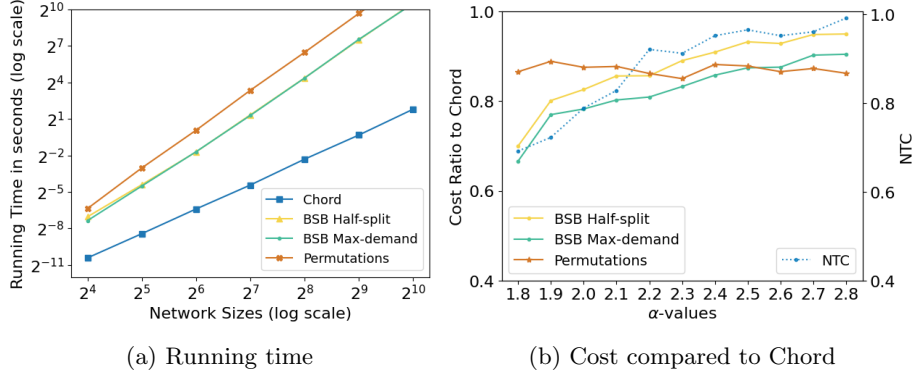 Running Time in seconds (log scale)
2^10
2^7
2^4
2^1
2^-2
2^-5
2^-8
2^-11
Chord
BSB Half-split
BSB Max-demand
Permutations
2^4 2^5 2^6 2^7 2^8 2^9 2^10
Network Sizes (log scale)
(a) Running time
Cost Ratio to Chord
1.0
0.8
0.6
0.4
BSB Half-split
BSB Max-demand
Permutations
NTC
1.0
0.8
0.6
0.4
NTC
1.8 1.9 2.0 2.1 2.2 2.3 2.4 2.5 2.6 2.7 2.8
α-values
(b) Cost compared to Chord